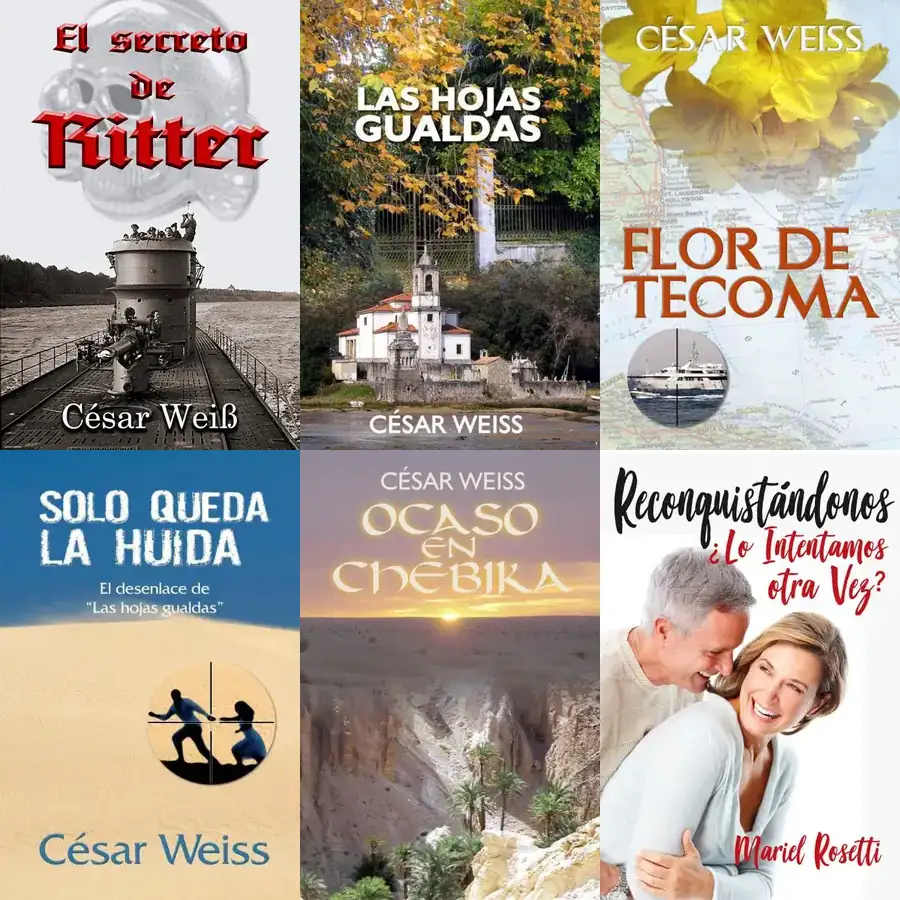 El secreto
de
Ritter
César Weiß
LAS HOJAS
GUALDAS
CÉSAR WEISS
CÉSAR WEISS
FLOR DE
TECOMA
SOLO QUEDA
LA HUIDA
El desenlace de
"Las hojas gualdas"
César Weiss
CÉSAR WEISS
OCASO
EN
CHEBIKA
Reconquistándonos
¿Lo Intentamos
otra Vez?
Mariel Rosetti